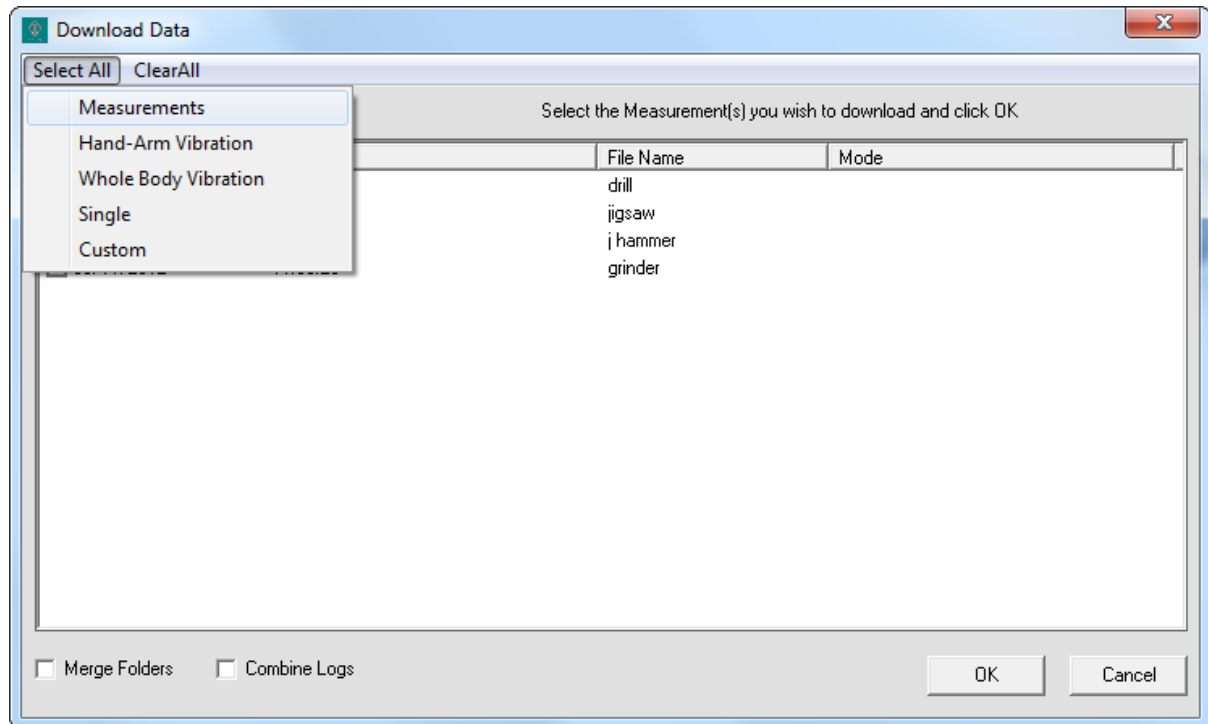 Download Data
Select All ClearAll
Measurements
Hand-Arm Vibration
Whole Body Vibration
Single
Custom
Select the Measurement(s) you wish to download and click OK
File Name Mode
drill
jigsaw
j hammer
grinder
Merge Folders Combine Logs OK Cancel